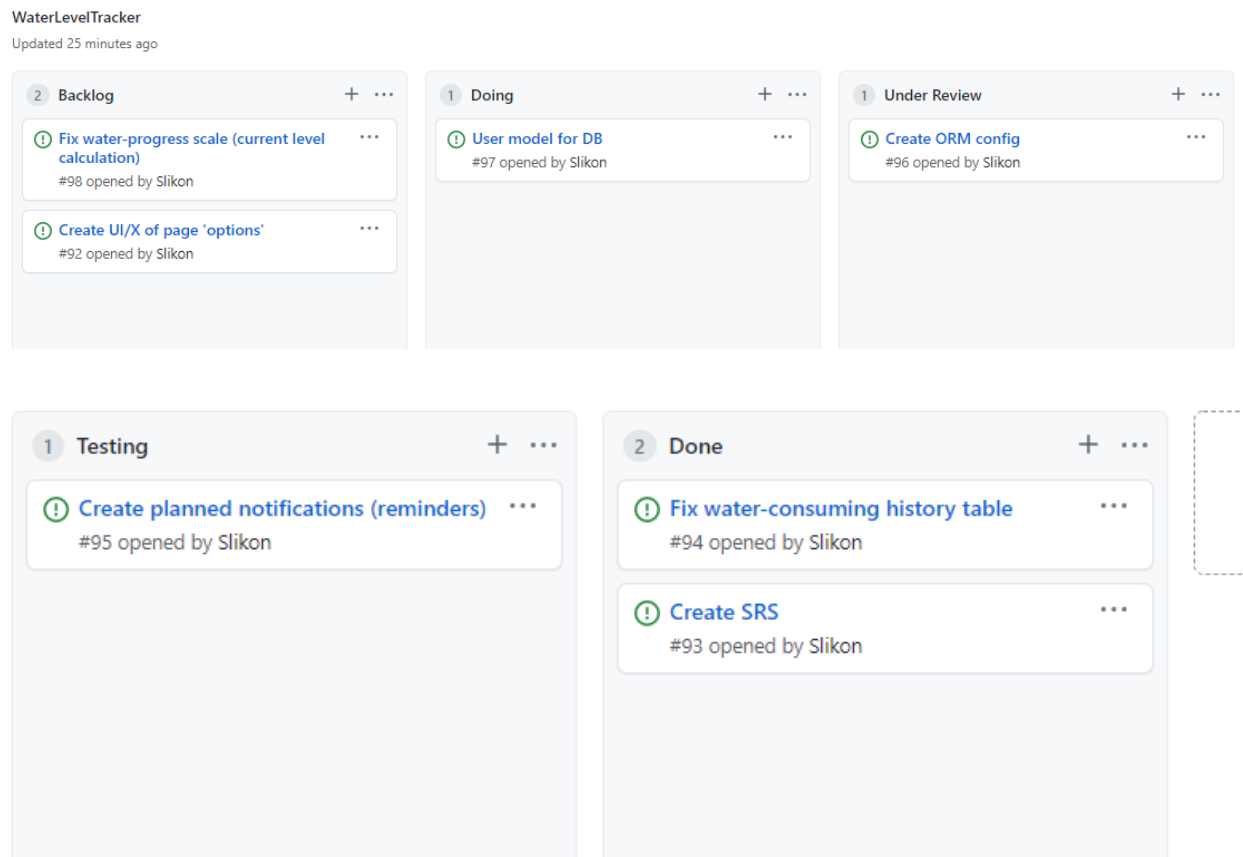 WaterLevelTracker
Updated 25 minutes ago
2 Backlog
Fix water-progress scale (current level
calculation)
#98 opened by Slikon
Create UI/X of page 'options'
#92 opened by Slikon
1 Doing
User model for DB
#97 opened by Slikon
1 Under Review
Create ORM config
#96 opened by Slikon
1 Testing
Create planned notifications (reminders)
#95 opened by Slikon
2 Done
Fix water-consuming history table
#94 opened by Slikon
Create SRS
#93 opened by Slikon